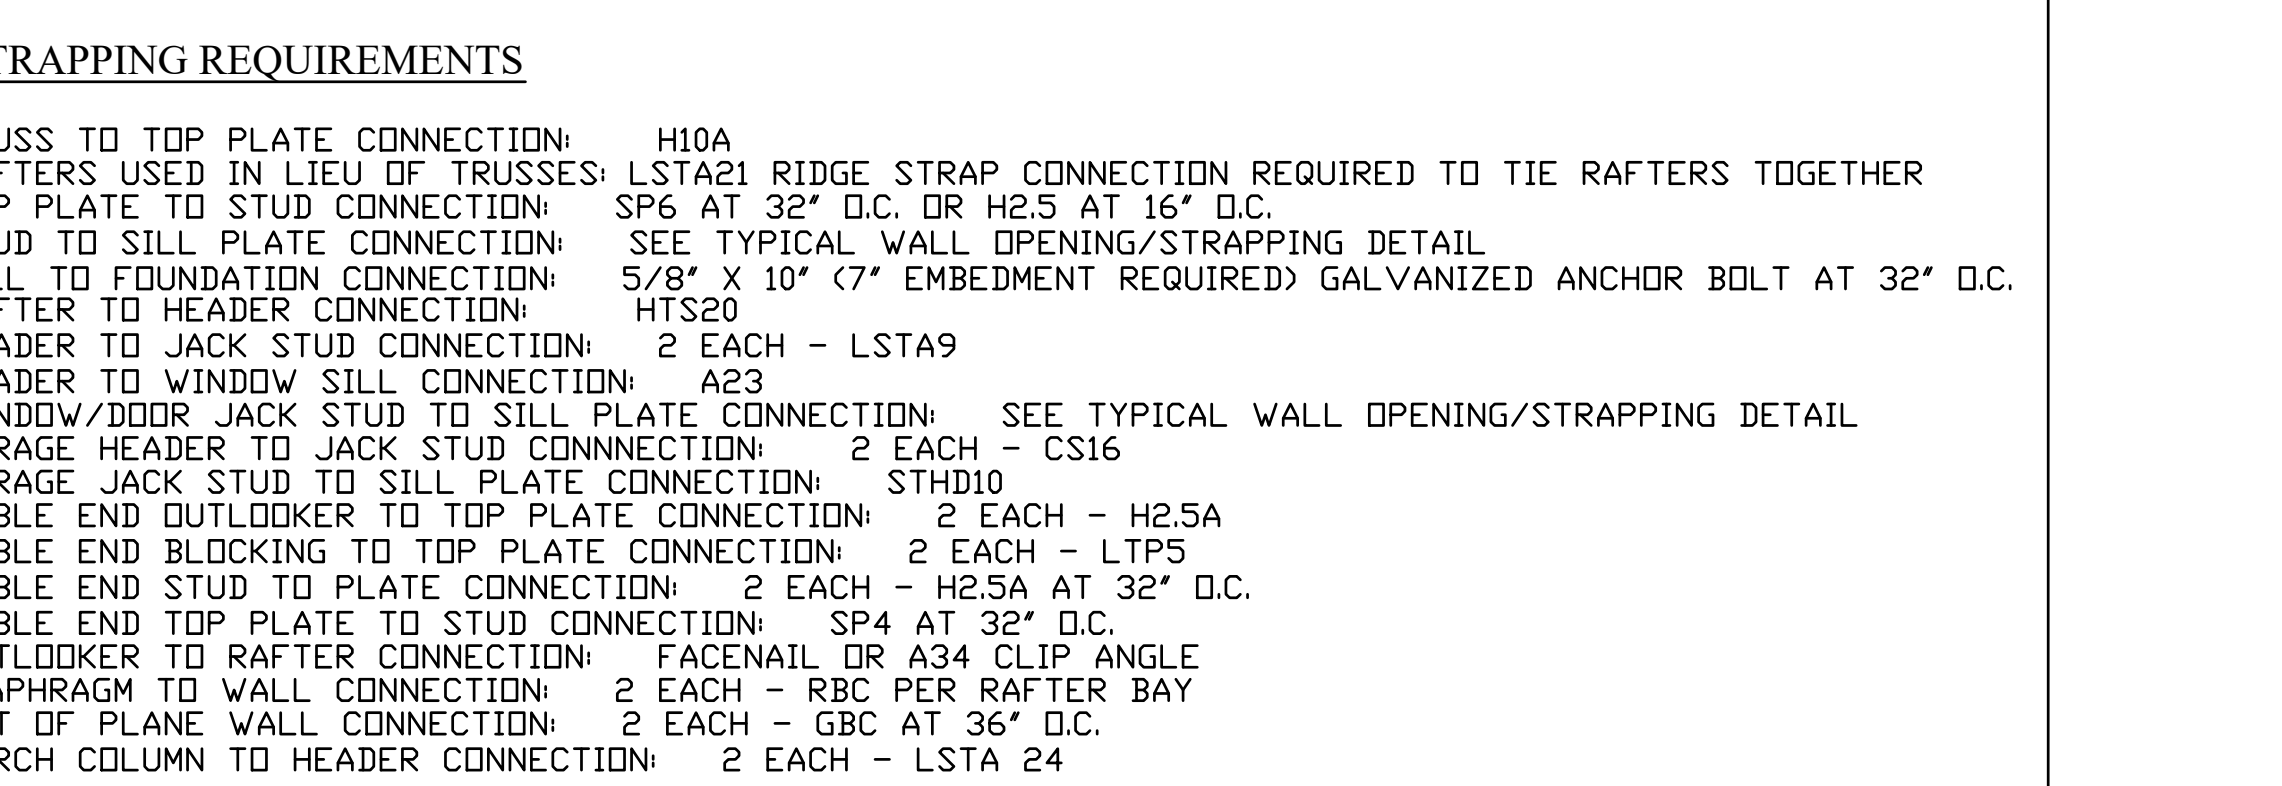 TRAPPING REQUIREMENTS
USS TO TOP PLATE CONNECTION: H10A
FTERS USED IN LIEU OF TRUSSES: LSTA21 RIDGE STRAP CONNECTION REQUIRED TO TIE RAFTERS TOGETHER
P PLATE TO STUD CONNECTION: SP6 AT 32" O.C. OR H2.5 AT 16" O.C.
UD TO SILL PLATE CONNECTION: SEE TYPICAL WALL OPENING/STRAPPING DETAIL
LL TO FOUNDATION CONNECTION: 5/8" X 10" (7" EMBEDMENT REQUIRED) GALVANIZED ANCHOR BOLT AT 32" O.C.
FTER TO HEADER CONNECTION: HTS20
ADER TO JACK STUD CONNECTION: 2 EACH - LSTA9
ADER TO WINDOW SILL CONNECTION: A23
NDOW/DOOR JACK STUD TO SILL PLATE CONNECTION: SEE TYPICAL WALL OPENING/STRAPPING DETAIL
RAGE HEADER TO JACK STUD CONNNECTION: 2 EACH - CS16
RAGE JACK STUD TO SILL PLATE CONNECTION: STHD10
BLE END OUTLOOKER TO TOP PLATE CONNECTION: 2 EACH - H2.5A
BLE END BLOCKING TO TOP PLATE CONNECTION: 2 EACH - LTP5
BLE END STUD TO PLATE CONNECTION: 2 EACH - H2.5A AT 32" O.C.
BLE END TOP PLATE TO STUD CONNECTION: SP4 AT 32" O.C.
TLOOKER TO RAFTER CONNECTION: FACENAIL OR A34 CLIP ANGLE
APHRAGM TO WALL CONNECTION: 2 EACH - RBC PER RAFTER BAY
T OF PLANE WALL CONNECTION: 2 EACH - GBC AT 36" O.C.
RCH COLUMN TO HEADER CONNECTION: 2 EACH - LSTA 24